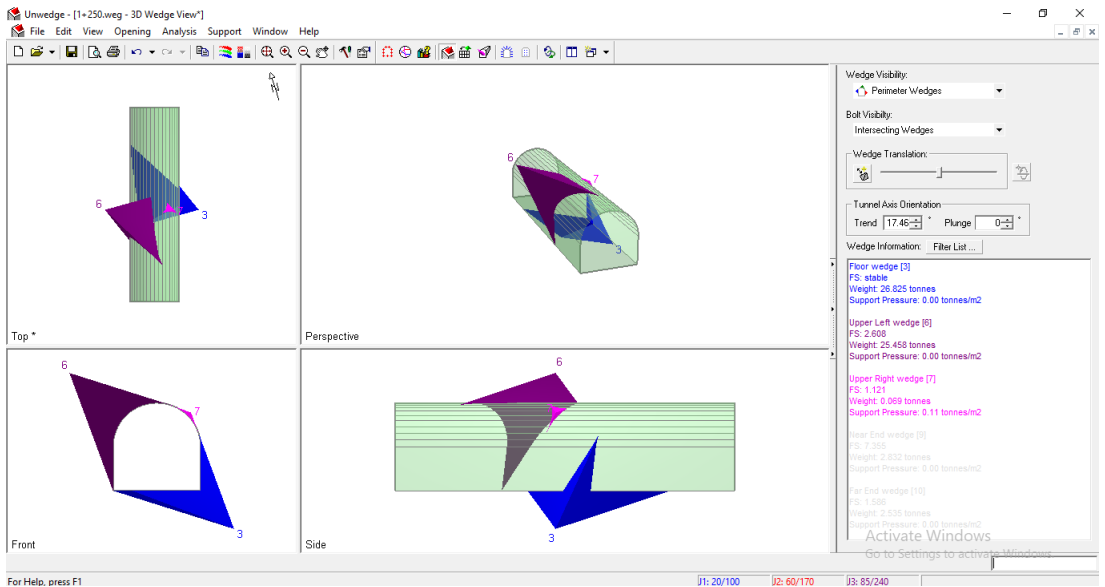 Unwedge - [1+250.weg - 3D Wedge View*]
File Edit View Opening Analysis Support Window Help
N
6
3
Top *
6
7
3
Perspective
6
7
3
Front
6
3
Side
Wedge Visibility:
Perimeter Wedges
Bolt Visibility:
Intersecting Wedges
Wedge Translation:
Tunnel Axis Orientation
Trend 17.46 ° Plunge 0 °
Wedge Information: Filter List ...
Floor wedge [3]
FS: stable
Weight: 26.825 tonnes
Support Pressure: 0.00 tonnes/m2
Upper Left wedge [6]
FS: 2.608
Weight: 25.458 tonnes
Support Pressure: 0.00 tonnes/m2
Upper Right wedge [7]
FS: 1.121
Weight: 0.069 tonnes
Support Pressure: 0.11 tonnes/m2
Near End wedge [9]
FS: 7.355
Weight: 2.832 tonnes
Support Pressure: 0.00 tonnes/m2
Far End wedge [10]
FS: 1.586
Weight: 2.535 tonnes
Support Pressure: 0.00 tonnes/m2
Activate Windows
Go to Settings to activate Windows.
For Help, press F1
J1: 20/100 J2: 60/170 J3: 85/240